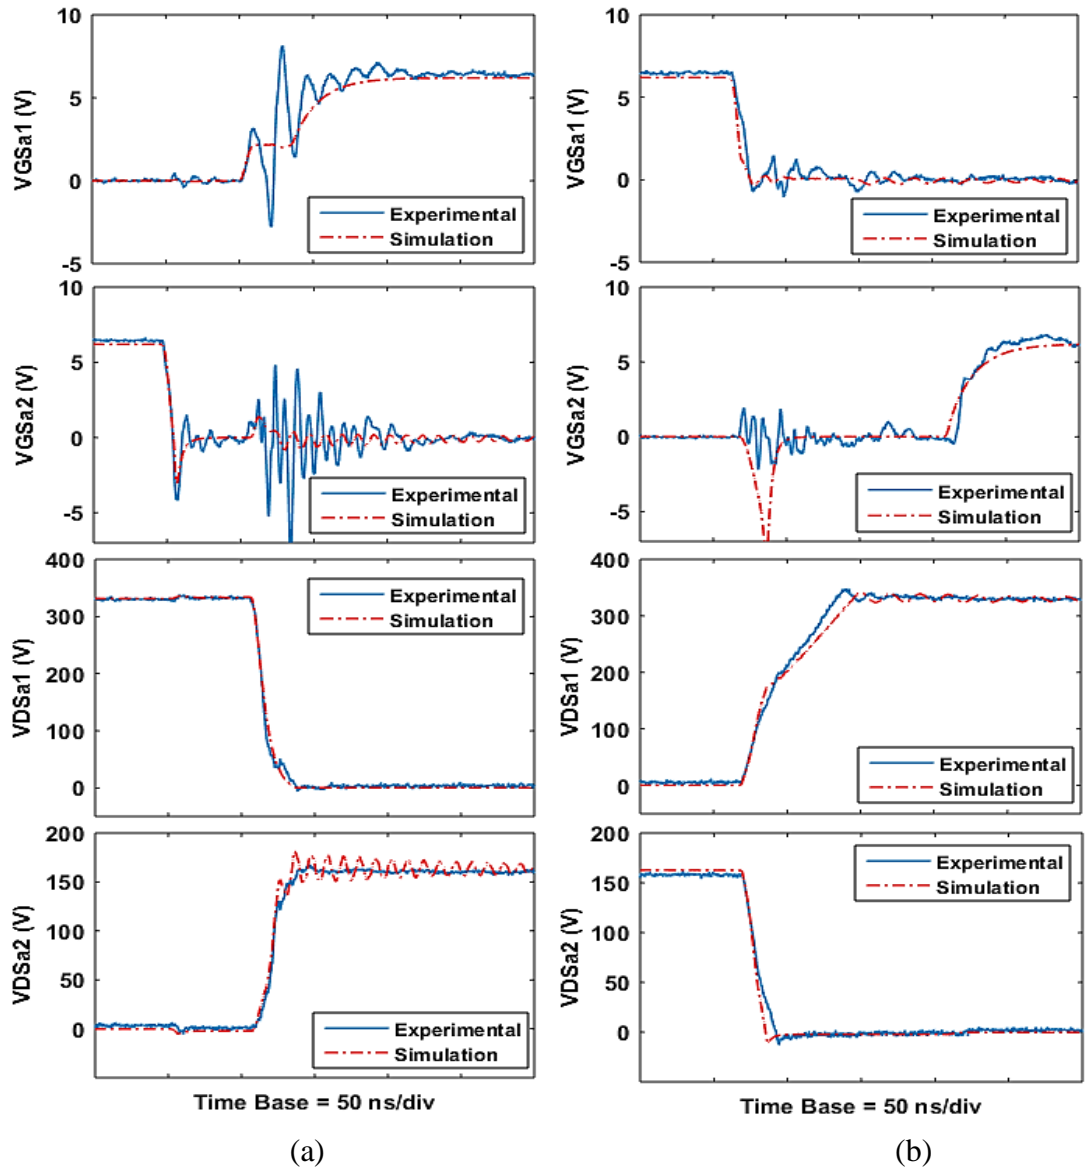 10
5
0
-5
VGSa1 (V)
Experimental
Simulation
10
5
0
-5
VGSa2 (V)
Experimental
Simulation
400
300
200
100
0
VDSa1 (V)
Experimental
Simulation
200
150
100
50
0
VDSa2 (V)
Experimental
Simulation
Time Base = 50 ns/div
(a)
10
5
0
-5
VGSa1 (V)
Experimental
Simulation
10
5
0
-5
VGSa2 (V)
Experimental
Simulation
400
300
200
100
0
VDSa1 (V)
Experimental
Simulation
200
150
100
50
0
VDSa2 (V)
Experimental
Simulation
Time Base = 50 ns/div
(b)